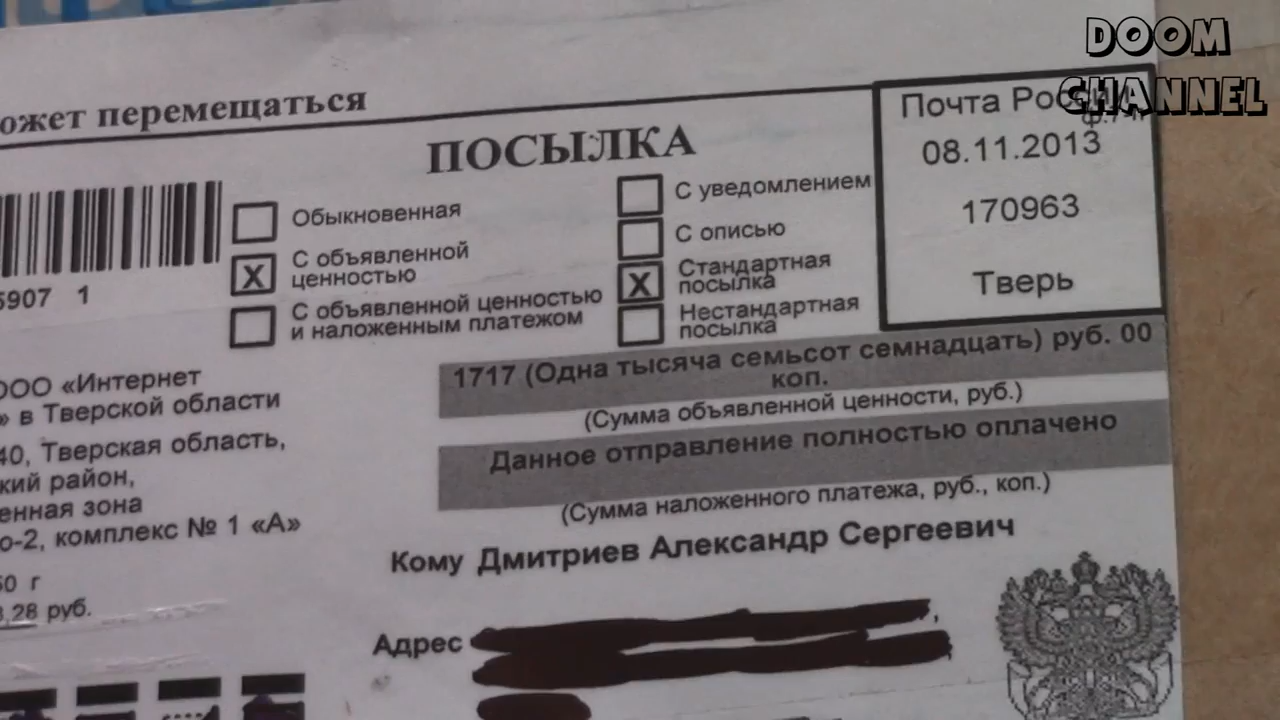 DOOM
CHANNEL
ожет перемещаться
ПОСЫЛКА
Почта России
08.11.2013
170963
Тверь
5907 1
Обыкновенная
X С объявленной
ценностью
С объявленной ценностью
и наложенным платежом
С уведомлением
С описью
X Стандартная
посылка
Нестандартная
посылка
1717 (Одна тысяча семьсот семнадцать) руб. 00
коп.
(Сумма объявленной ценности, руб.)
Данное отправление полностью оплачено
(Сумма наложенного платежа, руб., коп.)
ООО «Интернет
» в Тверской области
40, Тверская область,
кий район,
енная зона
о-2, комплекс № 1 «А»
50 г
3,28 руб.
Кому Дмитриев Александр Сергеевич
Адрес